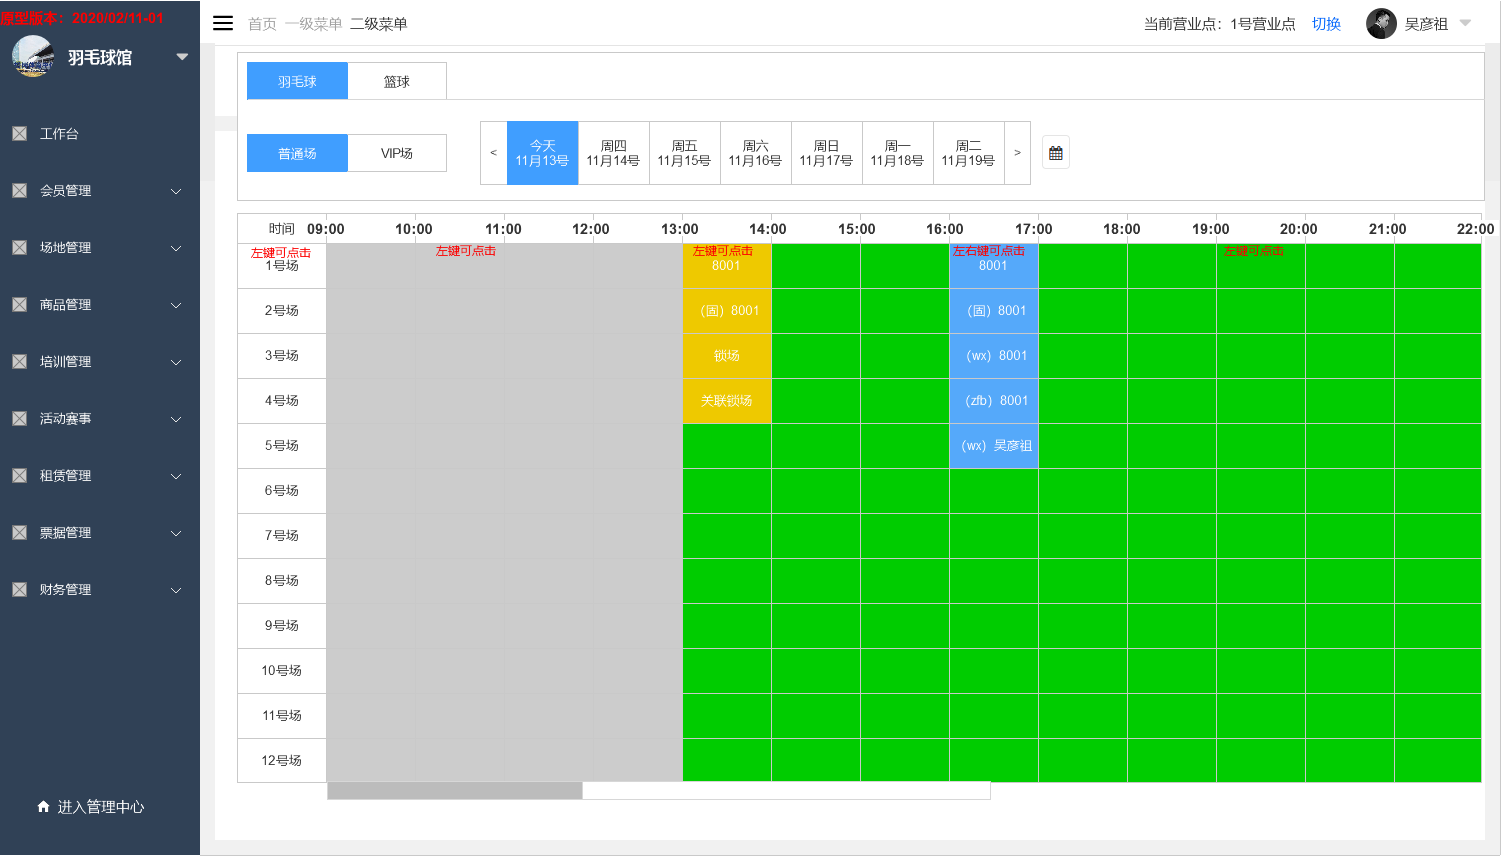 原型版本：2020/02/11-01
羽毛球馆
工作台
会员管理
场地管理
商品管理
培训管理
活动赛事
租赁管理
票据管理
财务管理
进入管理中心
首页 一级菜单 二级菜单
当前营业点：1号营业点 切换 吴彦祖
羽毛球 篮球
普通场 VIP场
< 今天 周四 周五 周六 周日 周一 周二 >
11月13号 11月14号 11月15号 11月16号 11月17号 11月18号 11月19号
时间 09:00 10:00 11:00 12:00 13:00 14:00 15:00 16:00 17:00 18:00 19:00 20:00 21:00 22:00
左键可点击 左键可点击 左键可点击 左右键可点击 左键可点击
1号场 8001 8001
2号场 （固）8001 （固）8001
3号场 锁场 （wx）8001
4号场 关联锁场 （zfb）8001
5号场 （wx）吴彦祖
6号场
7号场
8号场
9号场
10号场
11号场
12号场